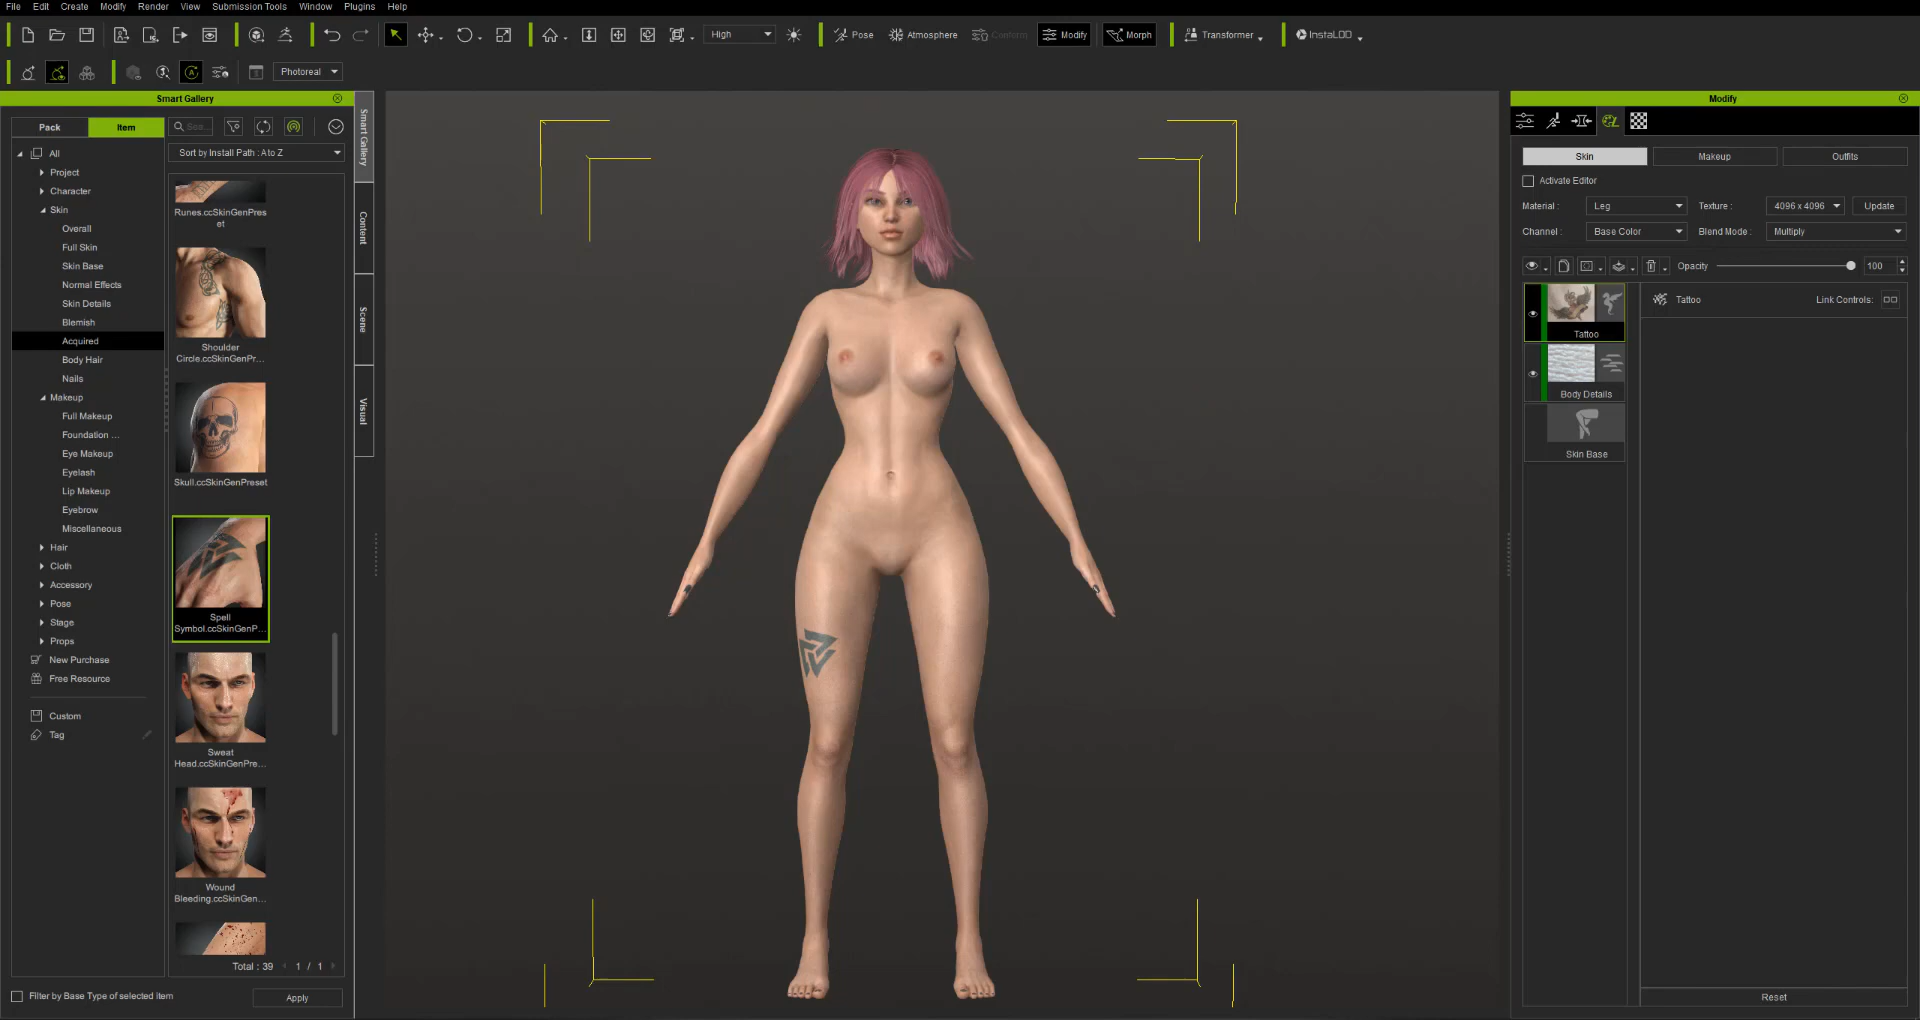 File Edit Create Modify Render View Submission Tools Window Plugins Help
High
Pose
Atmosphere
Conform
Modify
Morph
Transformer
InstaLOD
Photoreal
Smart Gallery
Pack
Item
Sort by Install Path : A to Z
All
Project
Character
Skin
Overall
Full Skin
Skin Base
Normal Effects
Skin Details
Blemish
Acquired
Body Hair
Nails
Makeup
Full Makeup
Foundation ...
Eye Makeup
Eyelash
Lip Makeup
Eyebrow
Miscellaneous
Hair
Cloth
Accessory
Pose
Stage
Props
New Purchase
Free Resource
Custom
Tag
Runes.ccSkinGenPres
et
Shoulder
Circle.ccSkinGenPr...
Skull.ccSkinGenPreset
Spell
Symbol.ccSkinGenP...
Sweat
Head.ccSkinGenPre...
Wound
Bleeding.ccSkinGen...
Total : 39 1 / 1
Filter by Base Type of selected item
Apply
Smart Gallery
Content
Scene
Visual
Modify
Skin
Makeup
Outfits
Activate Editor
Material : Leg
Texture : 4096 x 4096
Update
Channel : Base Color
Blend Mode : Multiply
Opacity 100
Tattoo
Body Details
Skin Base
Tattoo
Link Controls:
Reset